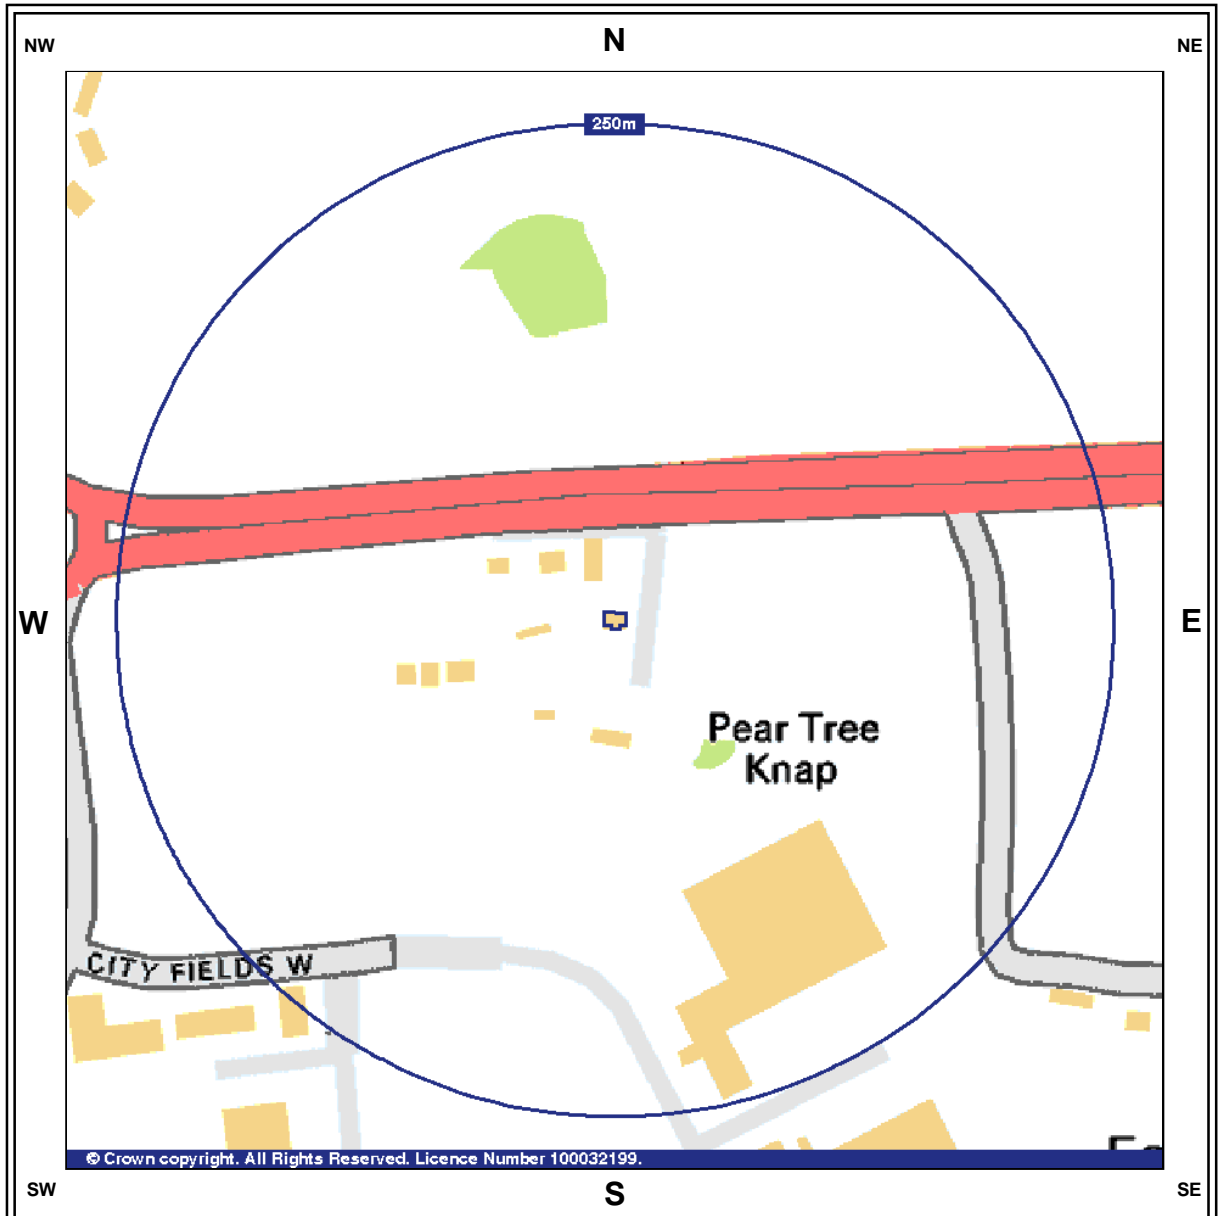 NW
N
NE
250m
W
E
Pear Tree
Knap
CITY FIELDS W
© Crown copyright. All Rights Reserved. Licence Number 100032199.
SW
S
SE